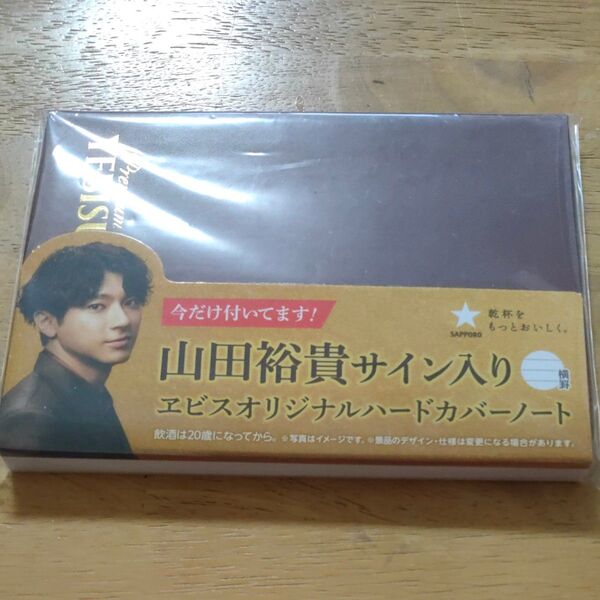 Premium
YEBISU
今だけ付いてます!
SAPPORO
乾杯を
もっとおいしく。
山田裕貴サイン入り
横罫
ヱビスオリジナルハードカバーノート
飲酒は20歳になってから。※写真はイメージです。※景品のデザイン・仕様は変更になる場合があります。